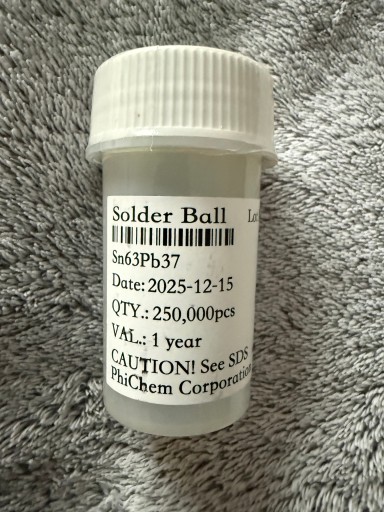 Solder Ball
Sn63Pb37
Date: 2025-12-15
QTY.: 250,000pcs
VAL.: 1 year
CAUTION! See SDS
PhiChem Corporation